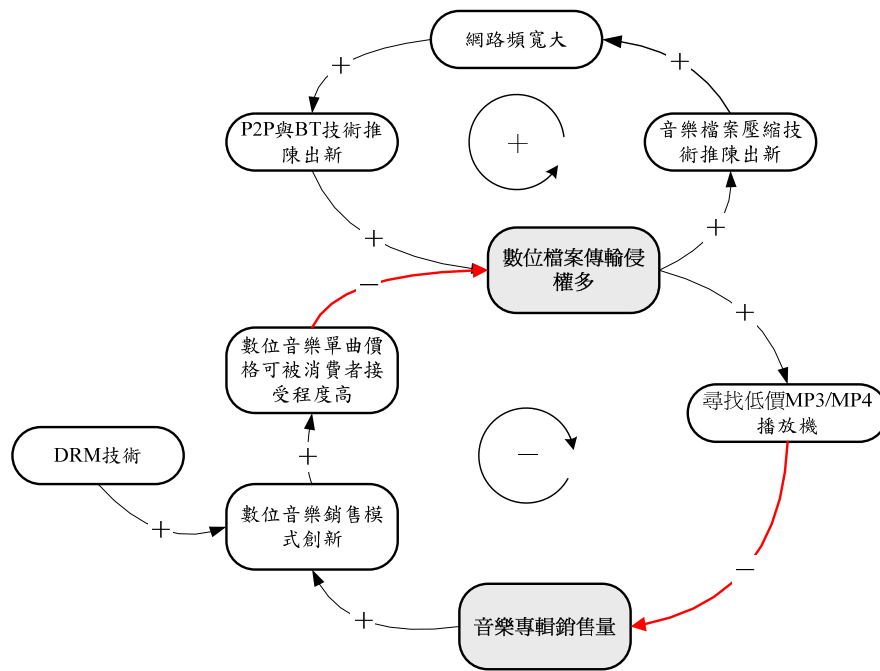 網路頻寬大
+
+
P2P與BT技術推
陳出新
音樂檔案壓縮技
術推陳出新
+
+
+
數位檔案傳輸侵
權多
−
+
數位音樂單曲價
格可被消費者接
受程度高
尋找低價MP3/MP4
播放機
DRM技術
+
−
數位音樂銷售模
式創新
+
−
+
音樂專輯銷售量